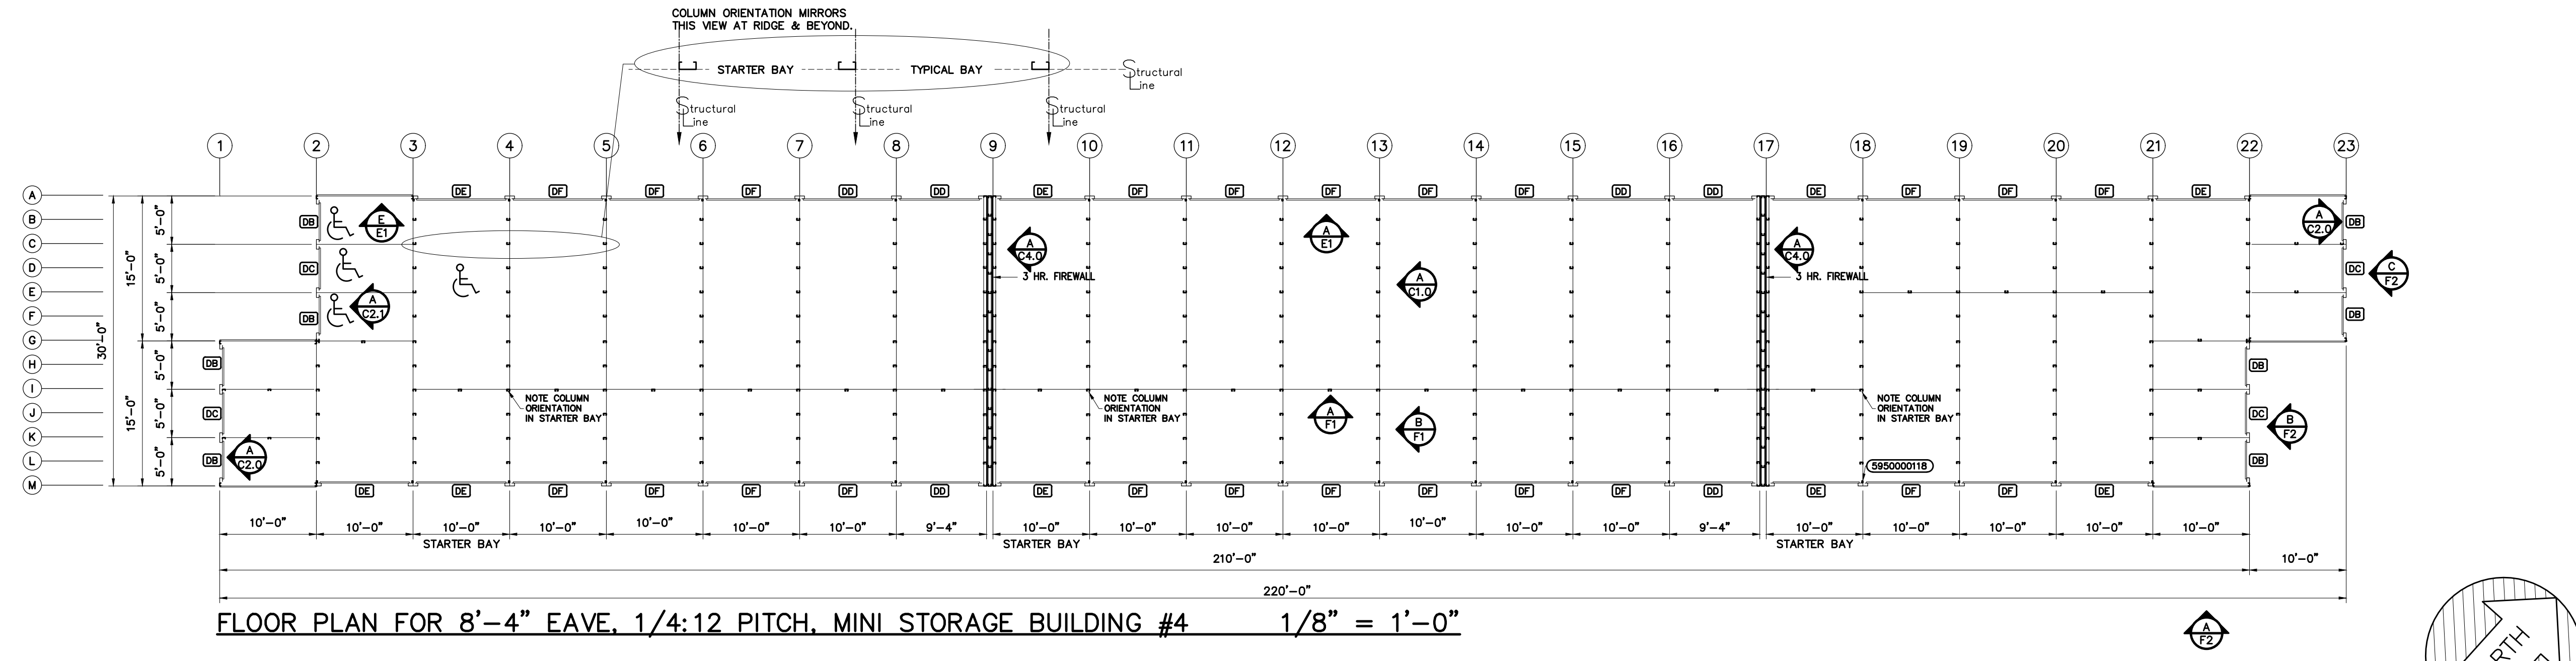 COLUMN ORIENTATION MIRRORS
THIS VIEW AT RIDGE & BEYOND.
STARTER BAY
TYPICAL BAY
Structural
Line
Structural
Line
Structural
Line
Structural
Line
1 2 3 4 5 6 7 8 9 10 11 12 13 14 15 16 17 18 19 20 21 22 23
A
B
C
D
E
F
G
H
I
J
K
L
M
30'-0"
15'-0"
15'-0"
5'-0"
5'-0"
5'-0"
5'-0"
5'-0"
5'-0"
DE DF DF DF DD DD DE DF DF DF DF DF DD DD DE DF DF DF DE
DB
DC
DB
E
E1
A
C2.1
DB
DC
DB
A
C2.0
A
C4.0
3 HR. FIREWALL
A
E1
A
C1.0
A
C4.0
3 HR. FIREWALL
A
C2.0
DB
DC
DB
C
F2
NOTE COLUMN
ORIENTATION
IN STARTER BAY
NOTE COLUMN
ORIENTATION
IN STARTER BAY
A
F1
B
F1
NOTE COLUMN
ORIENTATION
IN STARTER BAY
5950000118
DB
DC
DB
B
F2
DE DE DF DF DF DF DD DE DF DF DF DF DF DF DD DE DF DF DE
10'-0" 10'-0" 10'-0" 10'-0" 10'-0" 10'-0" 10'-0" 9'-4" 10'-0" 10'-0" 10'-0" 10'-0" 10'-0" 10'-0" 10'-0" 9'-4" 10'-0" 10'-0" 10'-0" 10'-0" 10'-0"
STARTER BAY STARTER BAY STARTER BAY
210'-0" 10'-0"
220'-0"
FLOOR PLAN FOR 8'-4" EAVE, 1/4:12 PITCH, MINI STORAGE BUILDING #4 1/8" = 1'-0"
A
F2